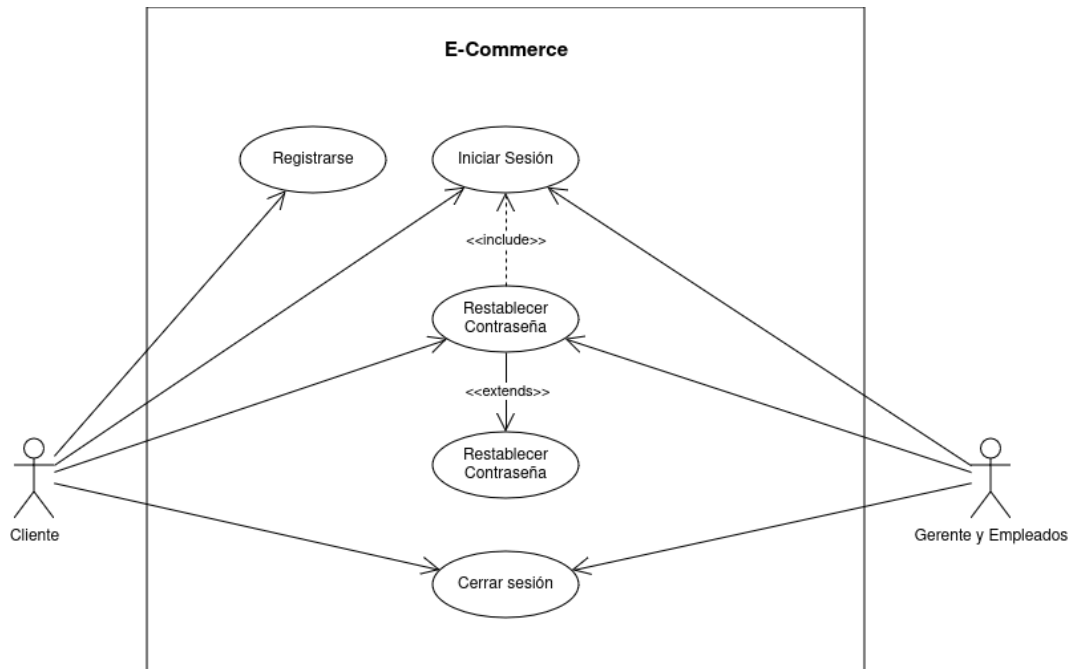 E-Commerce
Registrarse
Iniciar Sesión
<<include>>
Restablecer
Contraseña
<<extends>>
Restablecer
Contraseña
Cliente
Gerente y Empleados
Cerrar sesión